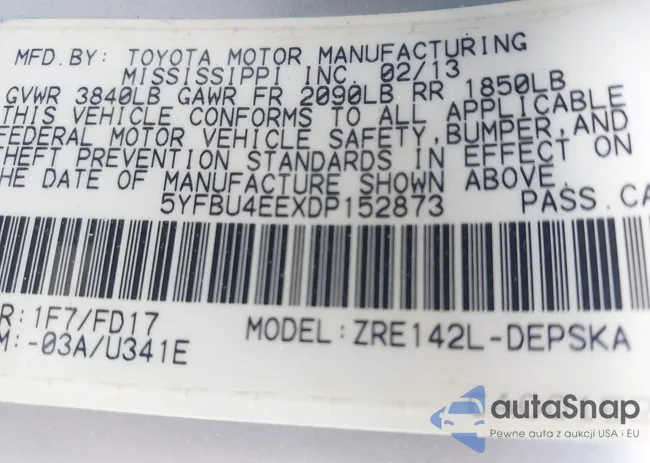 MFD.BY: TOYOTA MOTOR MANUFACTURING
MISSISSIPPI INC. 02/13
GVWR 3840LB GAWR FR 2090LB RR 1850LB
THIS VEHICLE CONFORMS TO ALL APPLICABLE
FEDERAL MOTOR VEHICLE SAFETY,BUMPER,AND
THEFT PREVENTION STANDARDS IN EFFECT ON
HE DATE OF MANUFACTURE SHOWN ABOVE.
5YFBU4EEXDP152873 PASS.CA
R:1F7/FD17 MODEL:ZRE142L-DEPSKA
M:-03A/U341E
autaSnap
Pewne auta z aukcji USA i EU